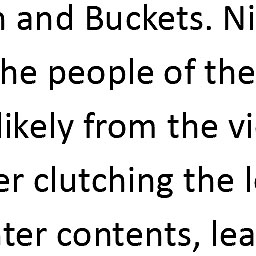 and Buckets. Ni
he people of the
likely from the vi
er clutching the l
ter contents, lea